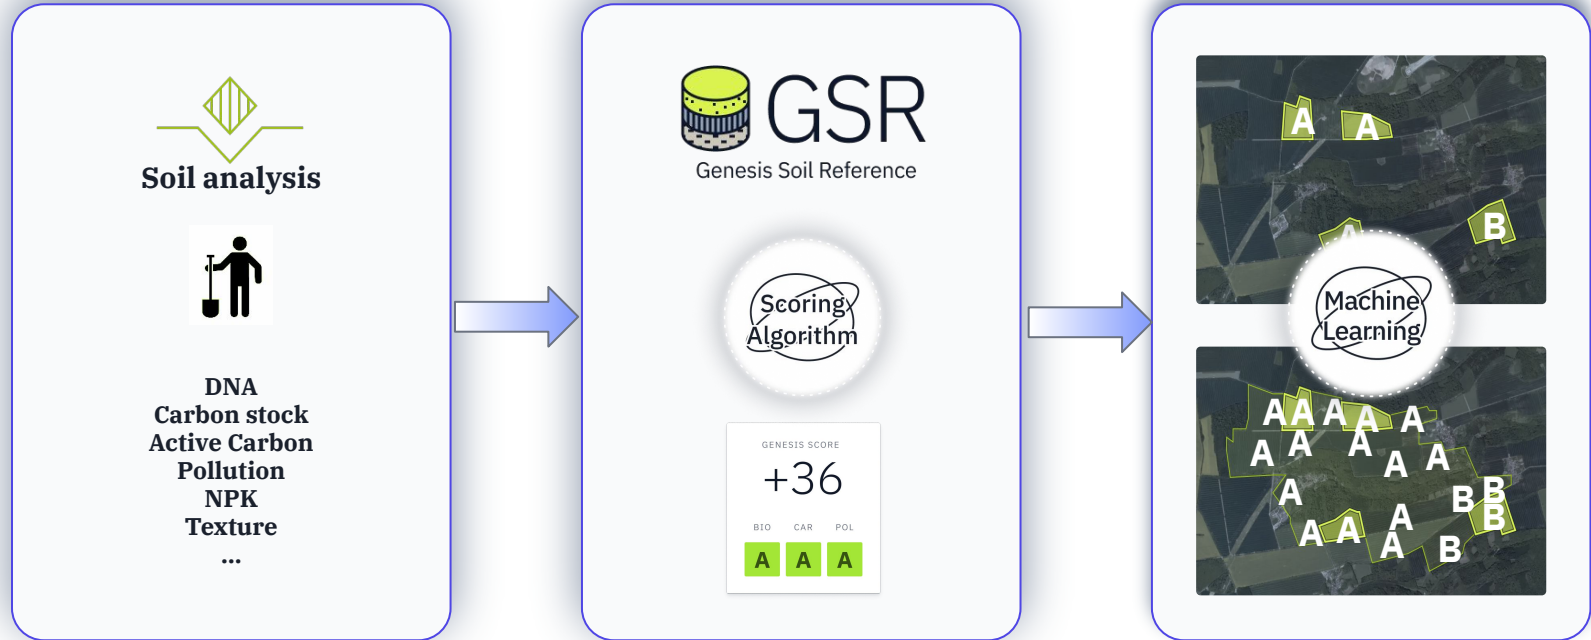 Soil analysis
DNA
Carbon stock
Active Carbon
Pollution
NPK
Texture
...
GSR
Genesis Soil Reference
Scoring
Algorithm
GENESIS SCORE
+36
BIO CAR POL
A A A
A A
A B
Machine
Learning
A A A A A
A A A A A
A B B
A B
A A A B